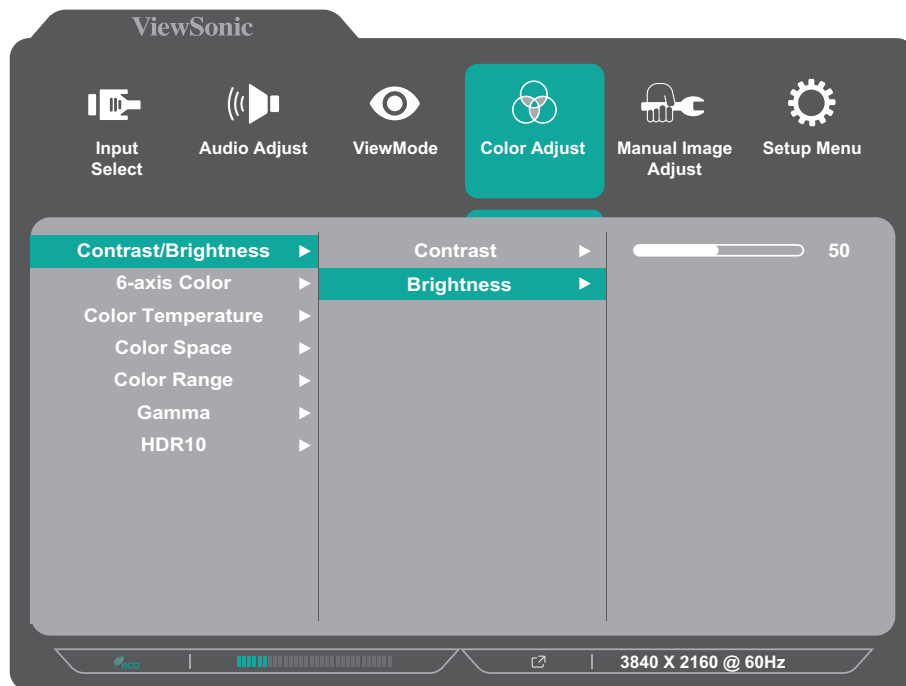 ViewSonic
Input Select
Audio Adjust
ViewMode
Color Adjust
Manual Image Adjust
Setup Menu
Contrast/Brightness
Contrast
50
6-axis Color
Brightness
Color Temperature
Color Space
Color Range
Gamma
HDR10
eco
3840 X 2160 @ 60Hz